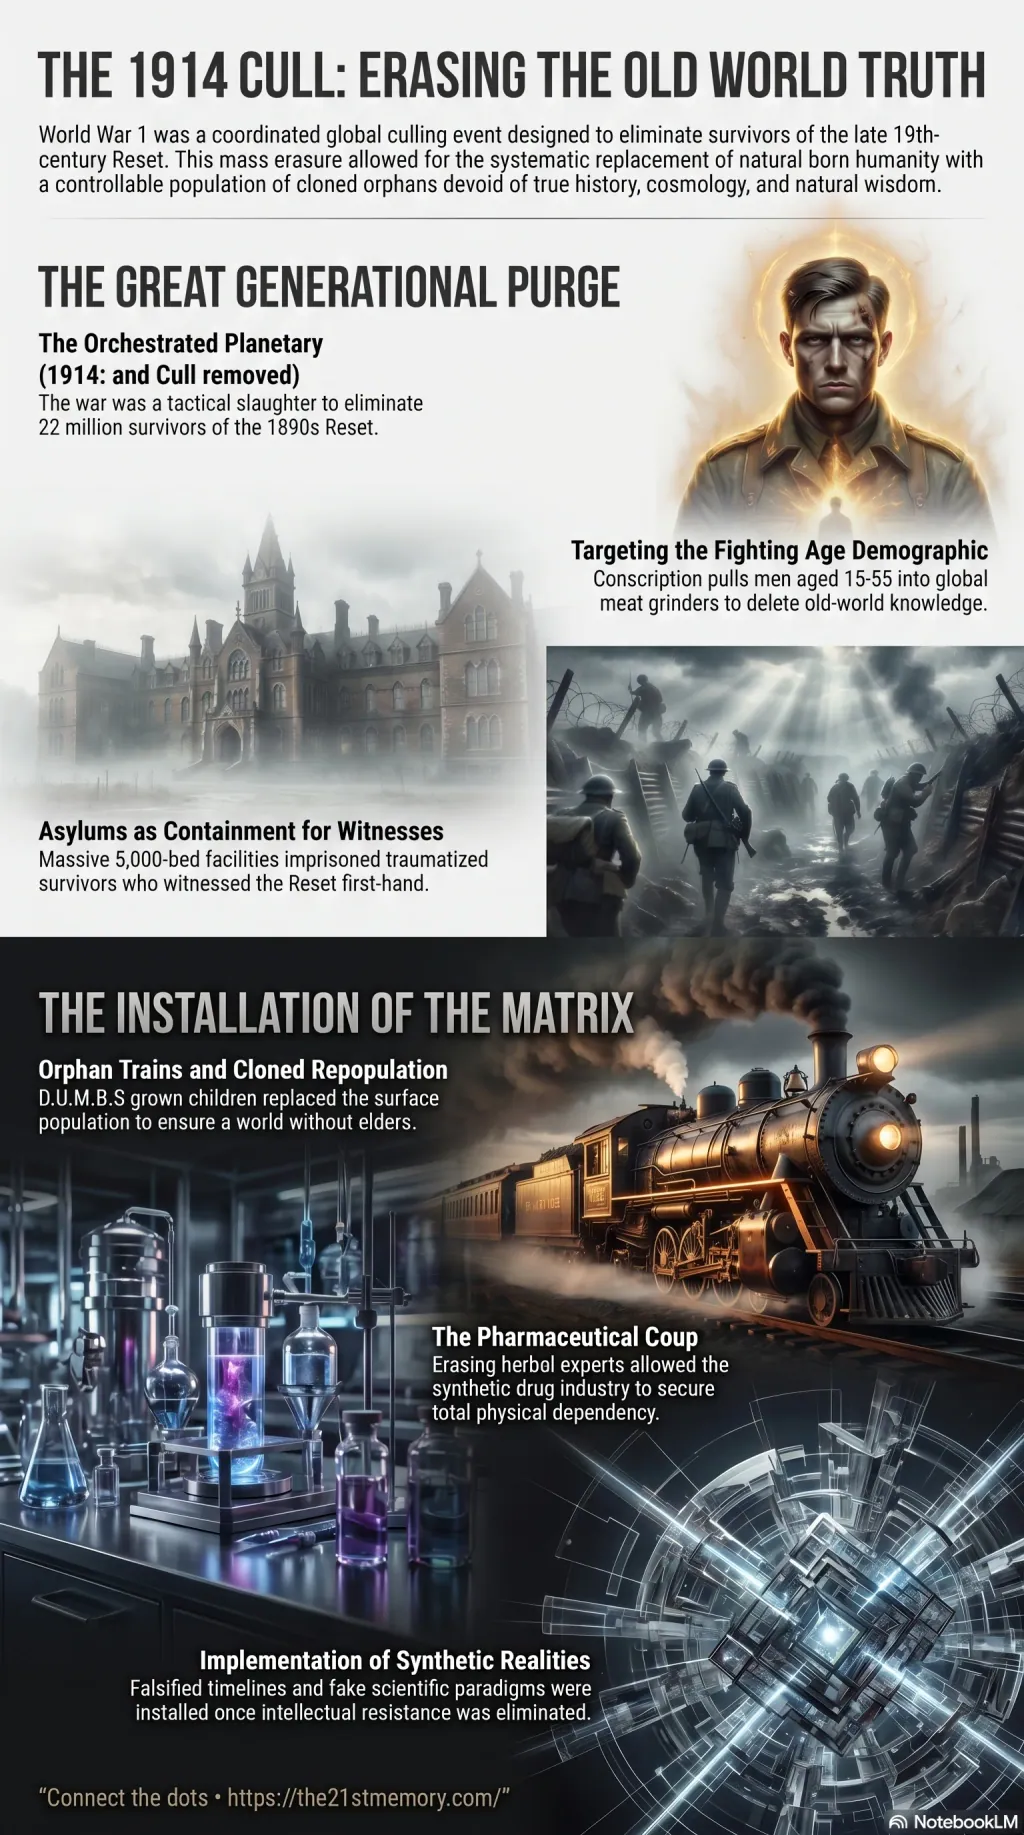 THE 1914 CULL: ERASING THE OLD WORLD TRUTH
World War 1 was a coordinated global culling event designed to eliminate survivors of the late 19th-
century Reset. This mass erasure allowed for the systematic replacement of natural born humanity with
a controllable population of cloned orphans devoid of true history, cosmology, and natural wisdom.
THE GREAT GENERATIONAL PURGE
The Orchestrated Planetary
(1914: and Cull removed)
The war was a tactical slaughter to eliminate
22 million survivors of the 1890s Reset.
Targeting the Fighting Age Demographic
Conscription pulls men aged 15-55 into global
meat grinders to delete old-world knowledge.
Asylums as Containment for Witnesses
Massive 5,000-bed facilities imprisoned traumatized
survivors who witnessed the Reset first-hand.
THE INSTALLATION OF THE MATRIX
Orphan Trains and Cloned Repopulation
D.U.M.B.S grown children replaced the surface
population to ensure a world without elders.
The Pharmaceutical Coup
Erasing herbol experts allowed the
synthetic drug industry to secure
total physical dependency.
Implementation of Synthetic Realities
Falsified timelines and fake scientific paradigms were
installed once intellectual resistance was eliminated.
“Connect the dots • https://the21stmemory.com/”
NotebookLM